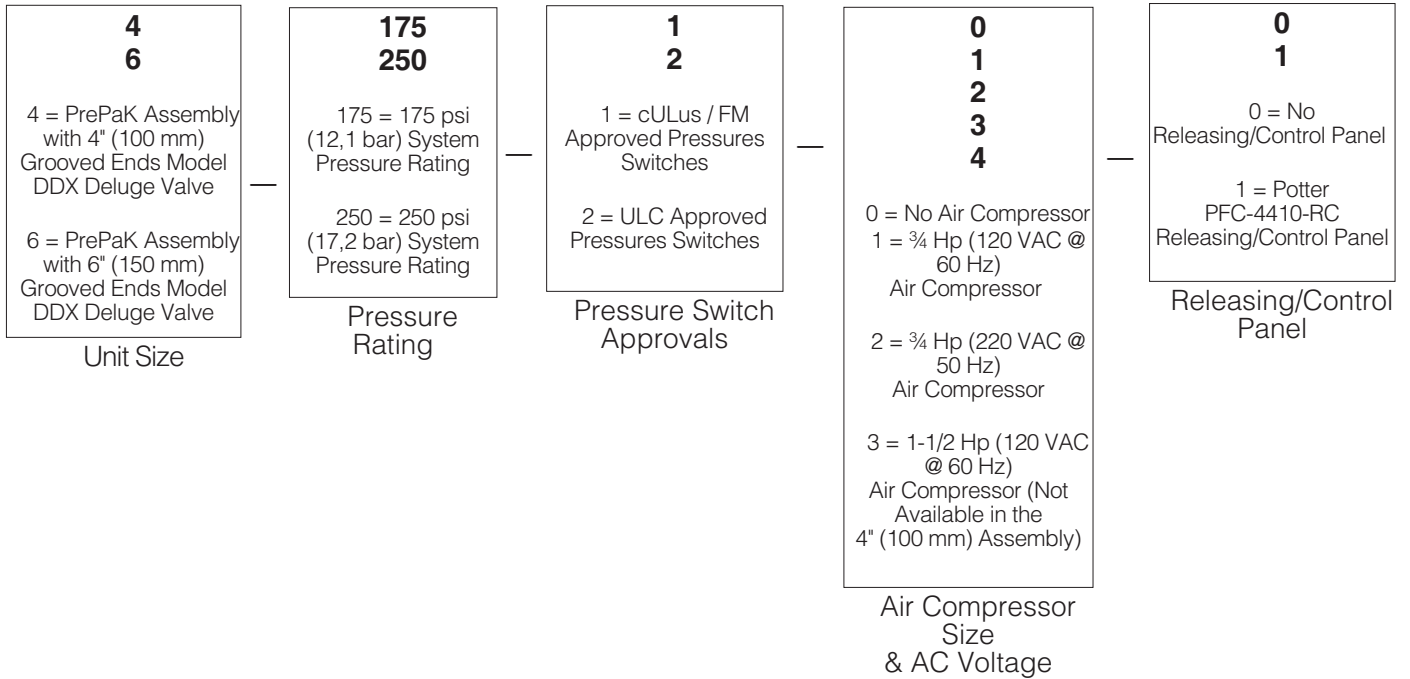 4
6
4 = PrePaK Assembly
with 4" (100 mm)
Grooved Ends Model
DDX Deluge Valve
6 = PrePaK Assembly
with 6" (150 mm)
Grooved Ends Model
DDX Deluge Valve
Unit Size
—
175
250
175 = 175 psi
(12,1 bar) System
Pressure Rating
250 = 250 psi
(17,2 bar) System
Pressure Rating
Pressure
Rating
—
1
2
1 = cULus / FM
Approved Pressures
Switches
2 = ULC Approved
Pressures Switches
Pressure Switch
Approvals
—
0
1
2
3
4
0 = No Air Compressor
1 = ¾ Hp (120 VAC @
60 Hz)
Air Compressor
2 = ¾ Hp (220 VAC @
50 Hz)
Air Compressor
3 = 1-1/2 Hp (120 VAC
@ 60 Hz)
Air Compressor (Not
Available in the
4" (100 mm) Assembly)
Air Compressor
Size
& AC Voltage
—
0
1
0 = No
Releasing/Control Panel
1 = Potter
PFC-4410-RC
Releasing/Control Panel
Releasing/Control
Panel